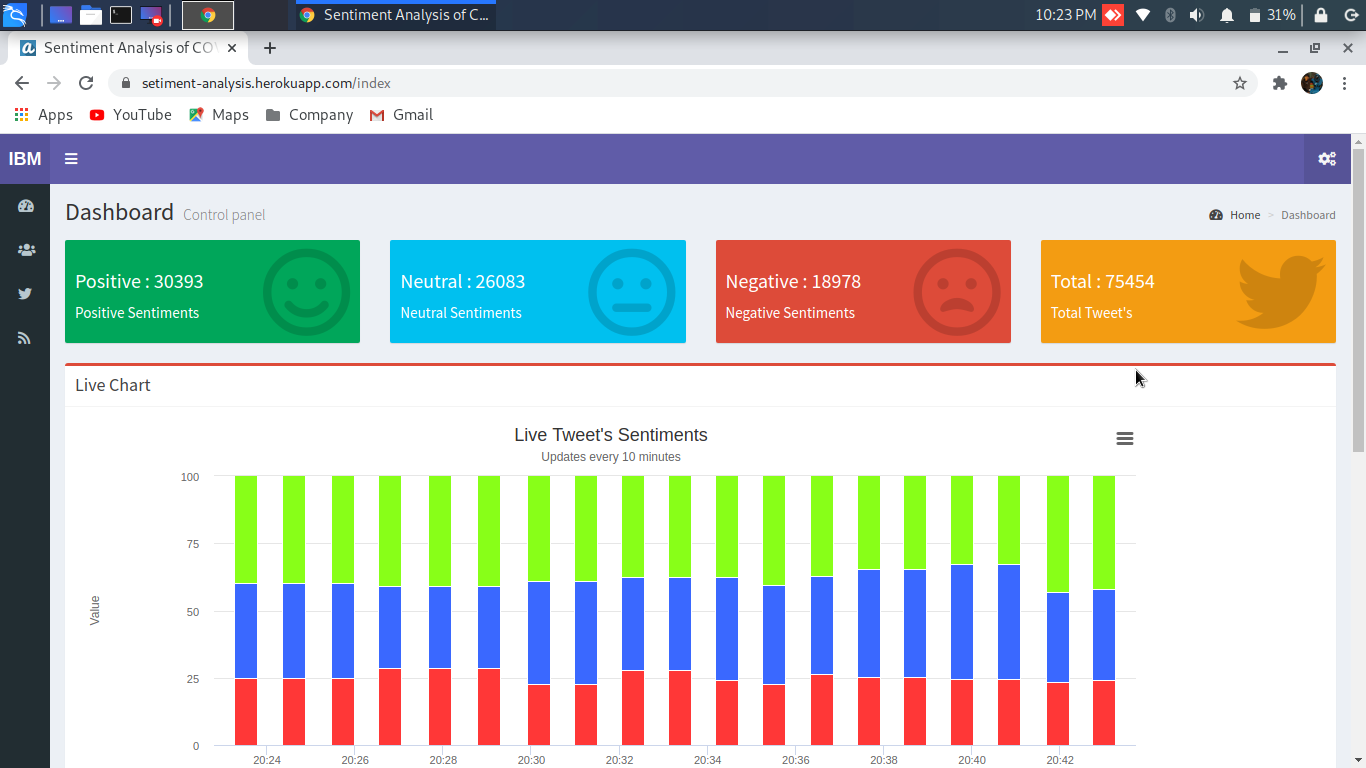 Sentiment Analysis of C...
10:23 PM
31%
Sentiment Analysis of CO
setiment-analysis.herokuapp.com/index
Apps YouTube Maps Company Gmail
IBM
Dashboard Control panel
Home > Dashboard
Positive : 30393
Positive Sentiments
Neutral : 26083
Neutral Sentiments
Negative : 18978
Negative Sentiments
Total : 75454
Total Tweet's
Live Chart
Live Tweet's Sentiments
Updates every 10 minutes
Value
100
75
50
25
0
20:24 20:26 20:28 20:30 20:32 20:34 20:36 20:38 20:40 20:42